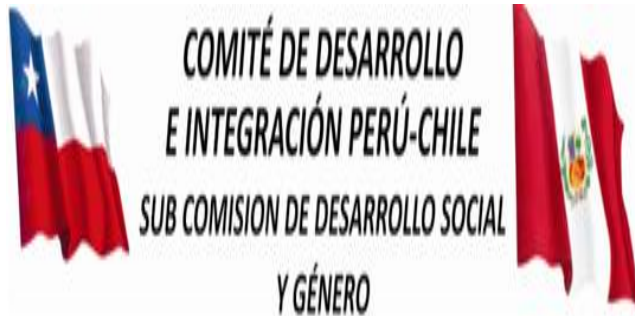 COMITÉ DE DESARROLLO
E INTEGRACIÓN PERÚ-CHILE
SUB COMISION DE DESARROLLO SOCIAL
Y GÉNERO